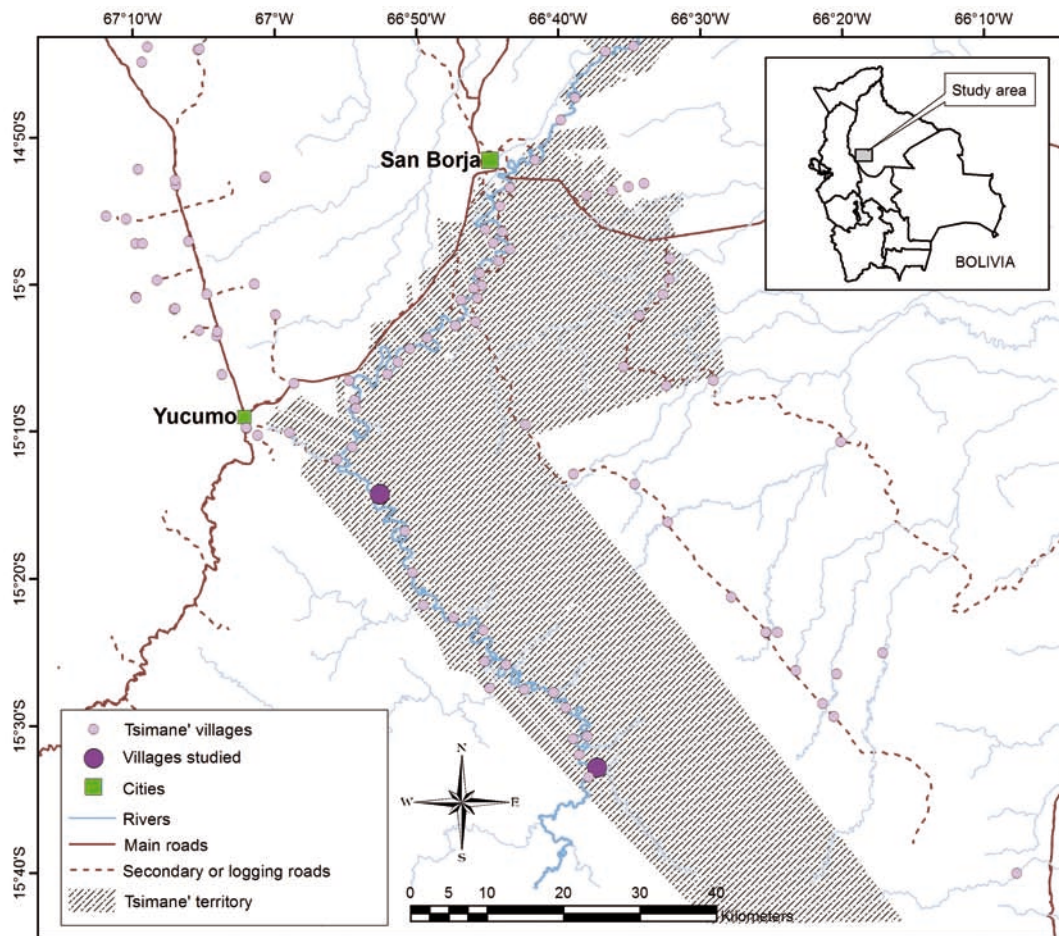 67°10'W 67°0'W 66°50'W 66°40'W 66°30'W 66°20'W 66°10'W
14°50'S
15°0'S
15°10'S
15°20'S
15°30'S
15°40'S
San Borja
Yucumo
Study area
BOLIVIA
Tsimane' villages
Villages studied
Cities
Rivers
Main roads
Secondary or logging roads
Tsimane' territory
N
W E
S
0 5 10 20 30 40
Kilometers